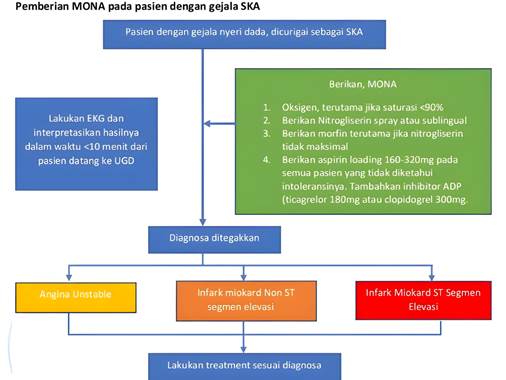 Pemberian MONA pada pasien dengan gejala SKA
Pasien dengan gejala nyeri dada, dicurigai sebagai SKA
Berikan, MONA
1. Oksigen, terutama jika saturasi <90%
2. Berikan Nitrogliserin spray atau sublingual
3. Berikan morfin terutama jika nitrogliserin
tidak maksimal
4. Berikan aspirin loading 160-320mg pada
semua pasien yang tidak diketahui
intoleransinya. Tambahkan inhibitor ADP
(ticagrelor 180mg atau clopidogrel 300mg.
Lakukan EKG dan
interpretasikan hasilnya
dalam waktu <10 menit dari
pasien datang ke UGD
Diagnosa ditegakkan
Angina Unstable
Infark miokard Non ST
segmen elevasi
Infark Miokard ST Segmen
Elevasi
Lakukan treatment sesuai diagnosa